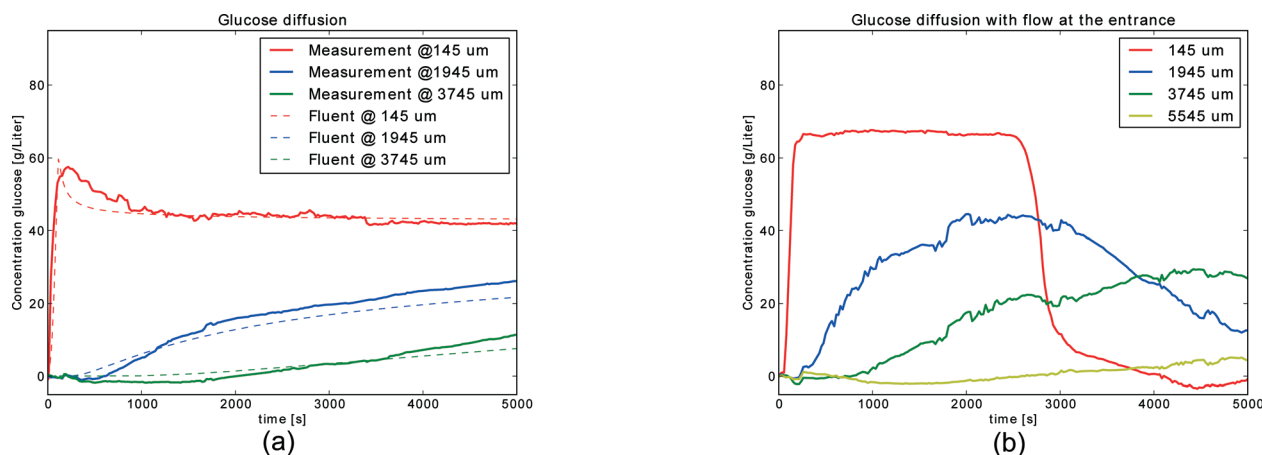 Glucose diffusion
Concentration glucose [g/Liter]
80
60
40
20
0
Measurement @145 um
Measurement @1945 um
Measurement @ 3745 um
Fluent @ 145 um
Fluent @ 1945 um
Fluent @ 3745 um
0 1000 2000 3000 4000 5000
time [s]
(a)
Glucose diffusion with flow at the entrance
Concentration glucose [g/Liter]
80
60
40
20
0
145 um
1945 um
3745 um
5545 um
0 1000 2000 3000 4000 5000
time [s]
(b)